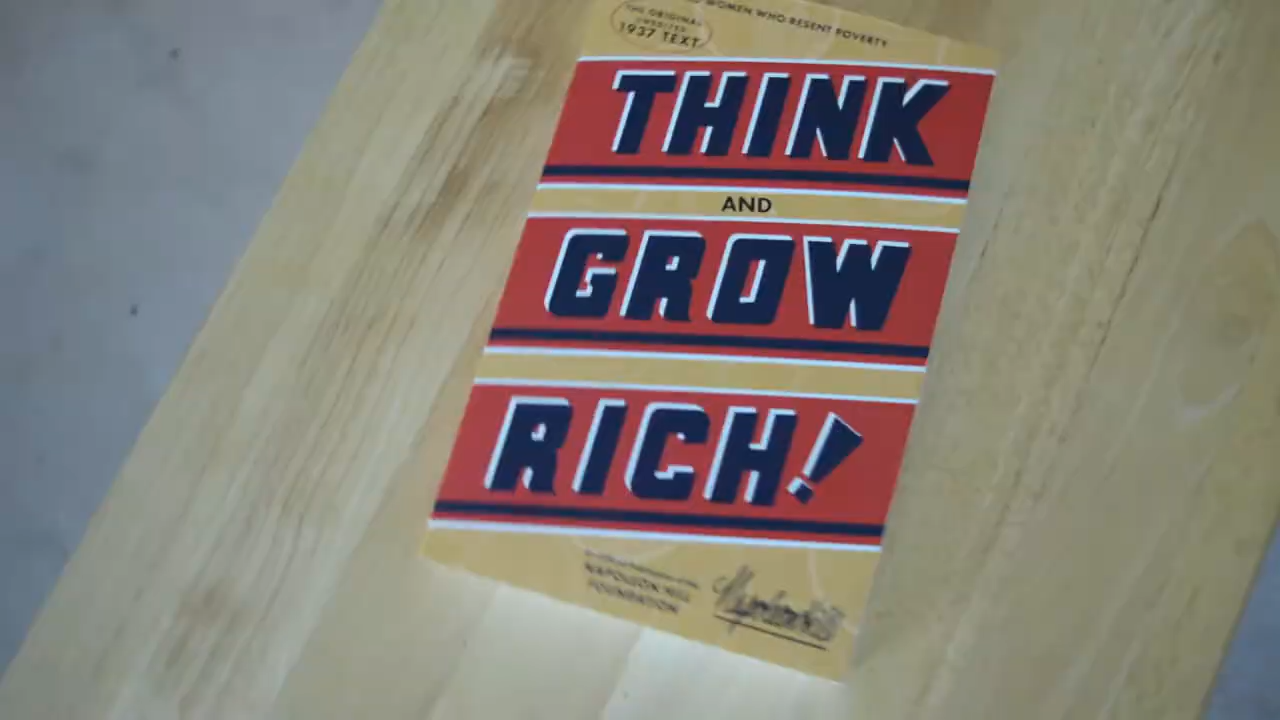 WOMEN WHO RESENT POVERTY
THE ORIGINAL
1937 TEXT
THINK
AND
GROW
RICH!
NAPOLEON HILL
FOUNDATION